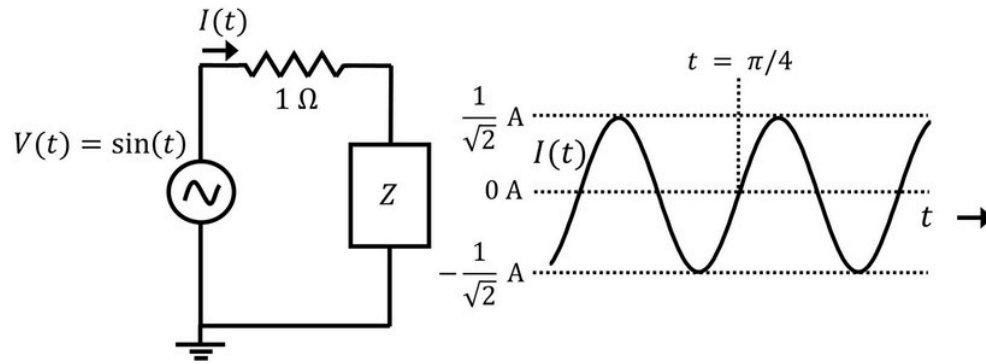 I(t)
1 Ω
V(t) = sin(t)
Z
t = π/4
1/√2 A
I(t)
0 A
t
−1/√2 A